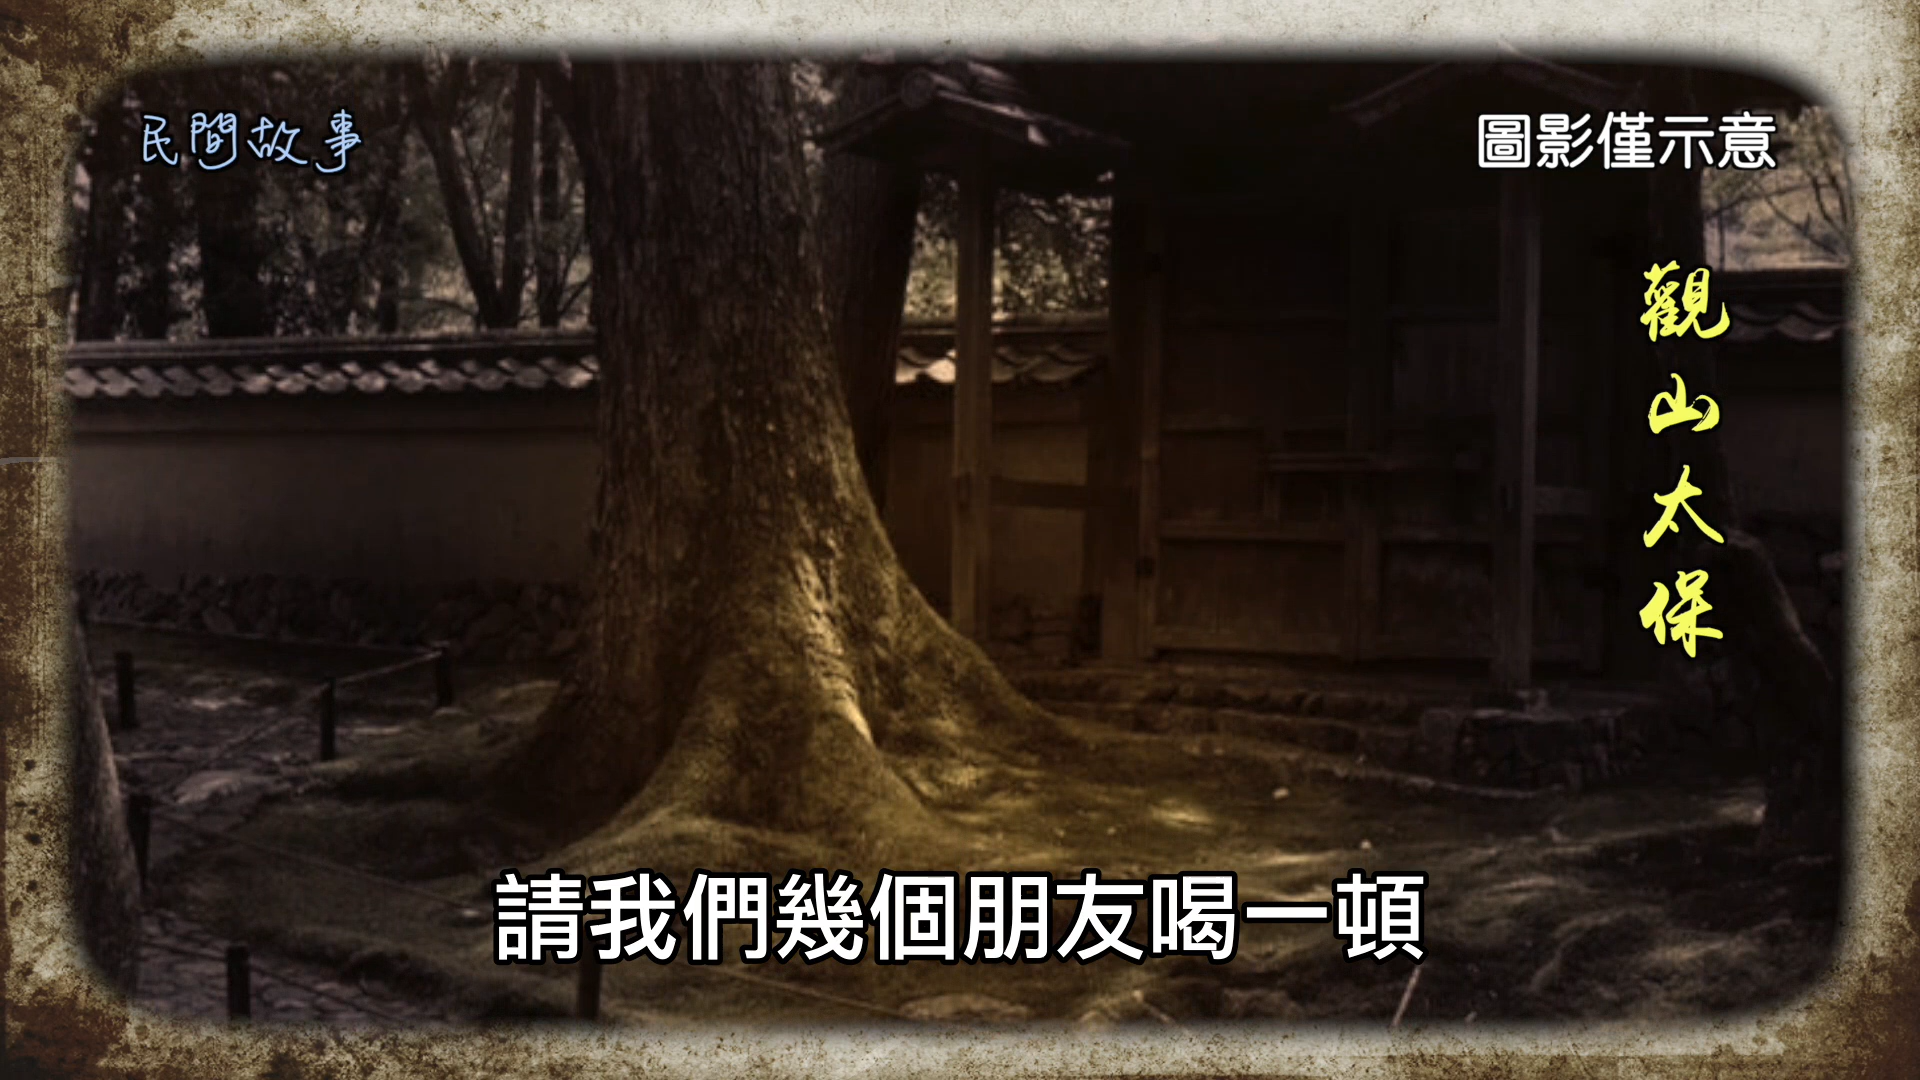 民間故事
圖影僅示意
觀山太保
請我們幾個朋友喝一頓